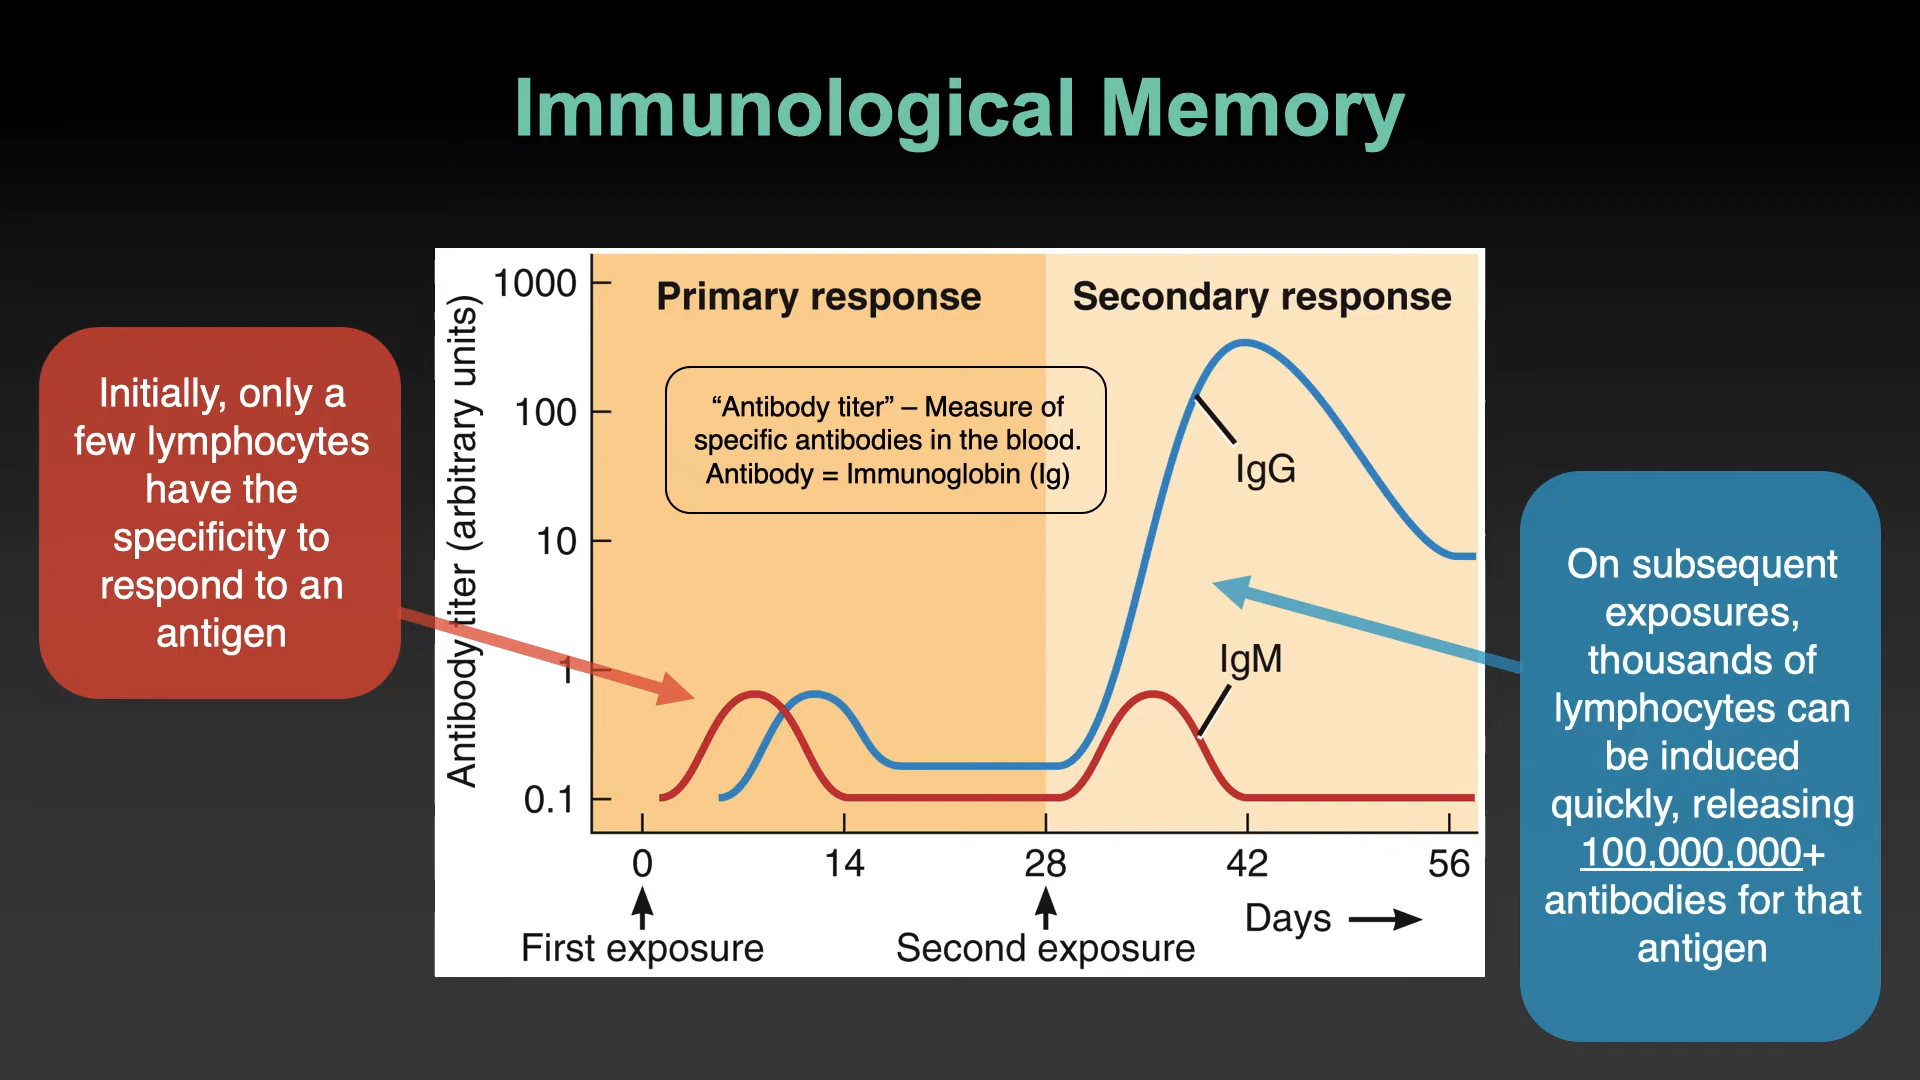 Immunological Memory
Initially, only a
few lymphocytes
have the
specificity to
respond to an
antigen
Antibody titer (arbitrary units)
1000
100
10
1
0.1
Primary response
Secondary response
“Antibody titer” – Measure of
specific antibodies in the blood.
Antibody = Immunoglobin (Ig)
IgG
IgM
0
14
28
42
56
Days
First exposure
Second exposure
On subsequent
exposures,
thousands of
lymphocytes can
be induced
quickly, releasing
100,000,000+
antibodies for that
antigen